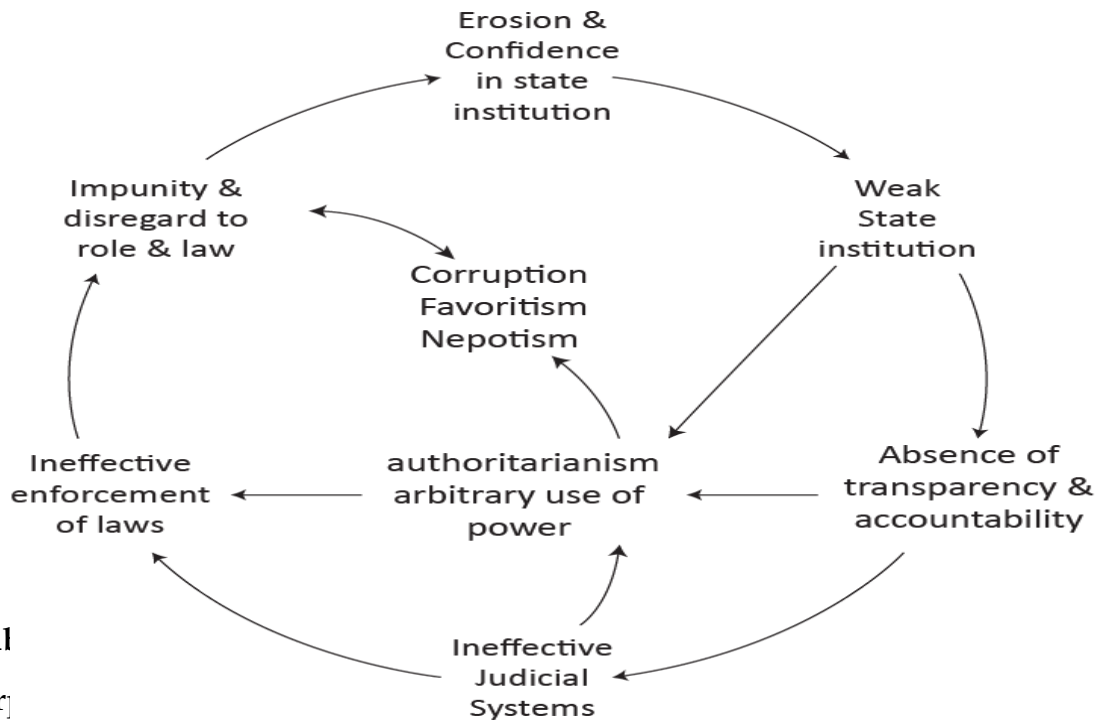 Erosion &
Confidence
in state
institution
Impunity &
disregard to
role & law
Weak
State
institution
Corruption
Favoritism
Nepotism
Ineffective
enforcement
of laws
authoritarianism
arbitrary use of
power
Absence of
transparency &
accountability
Ineffective
Judicial
Systems